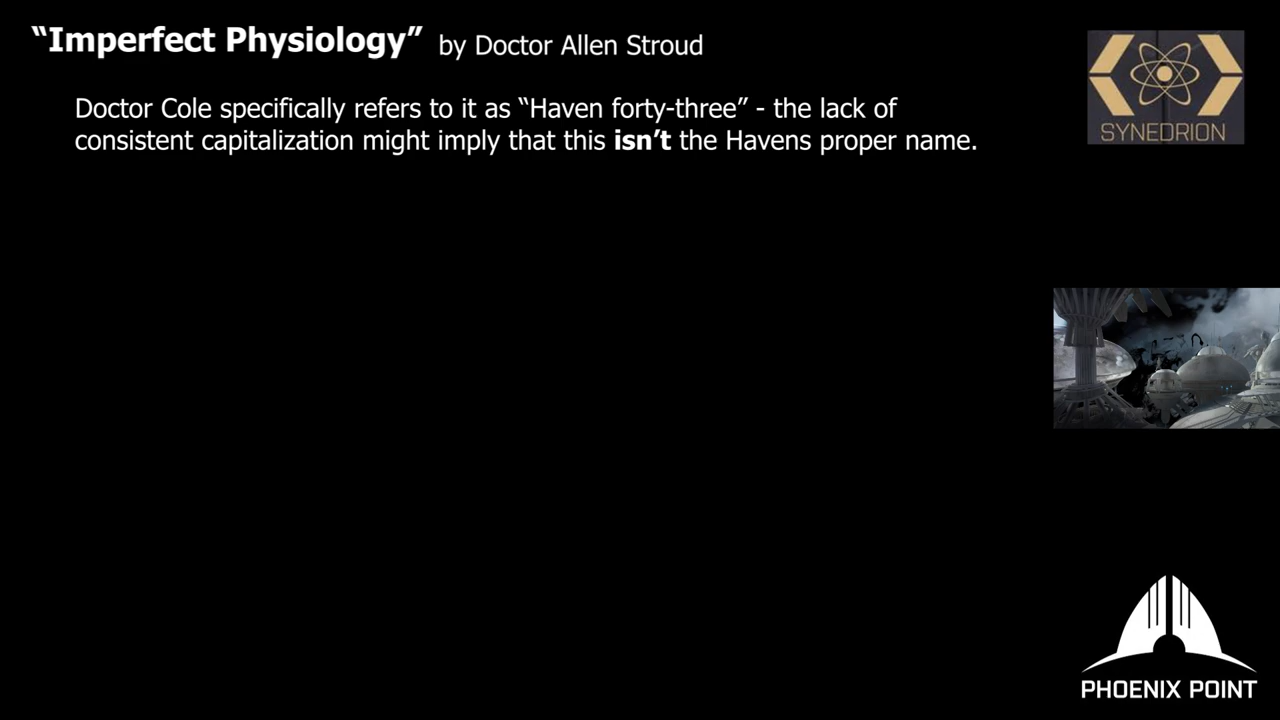 “Imperfect Physiology” by Doctor Allen Stroud
Doctor Cole specifically refers to it as “Haven forty-three” - the lack of
consistent capitalization might imply that this isn’t the Havens proper name.
SYNEDRION
PHOENIX POINT